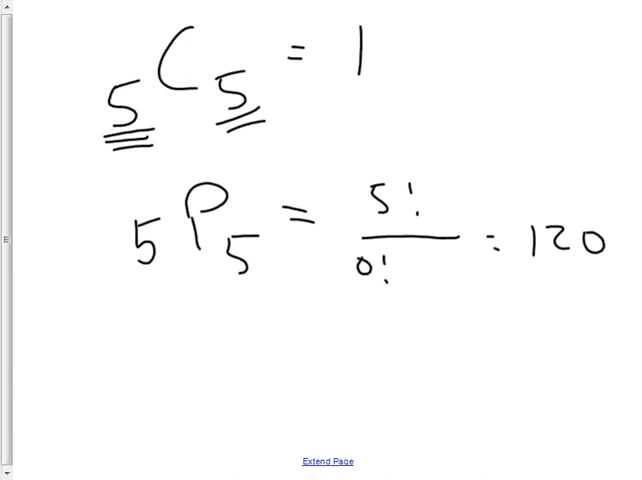 ₅C₅ = 1
₅P₅ = 5!/0! = 120
Extend Page